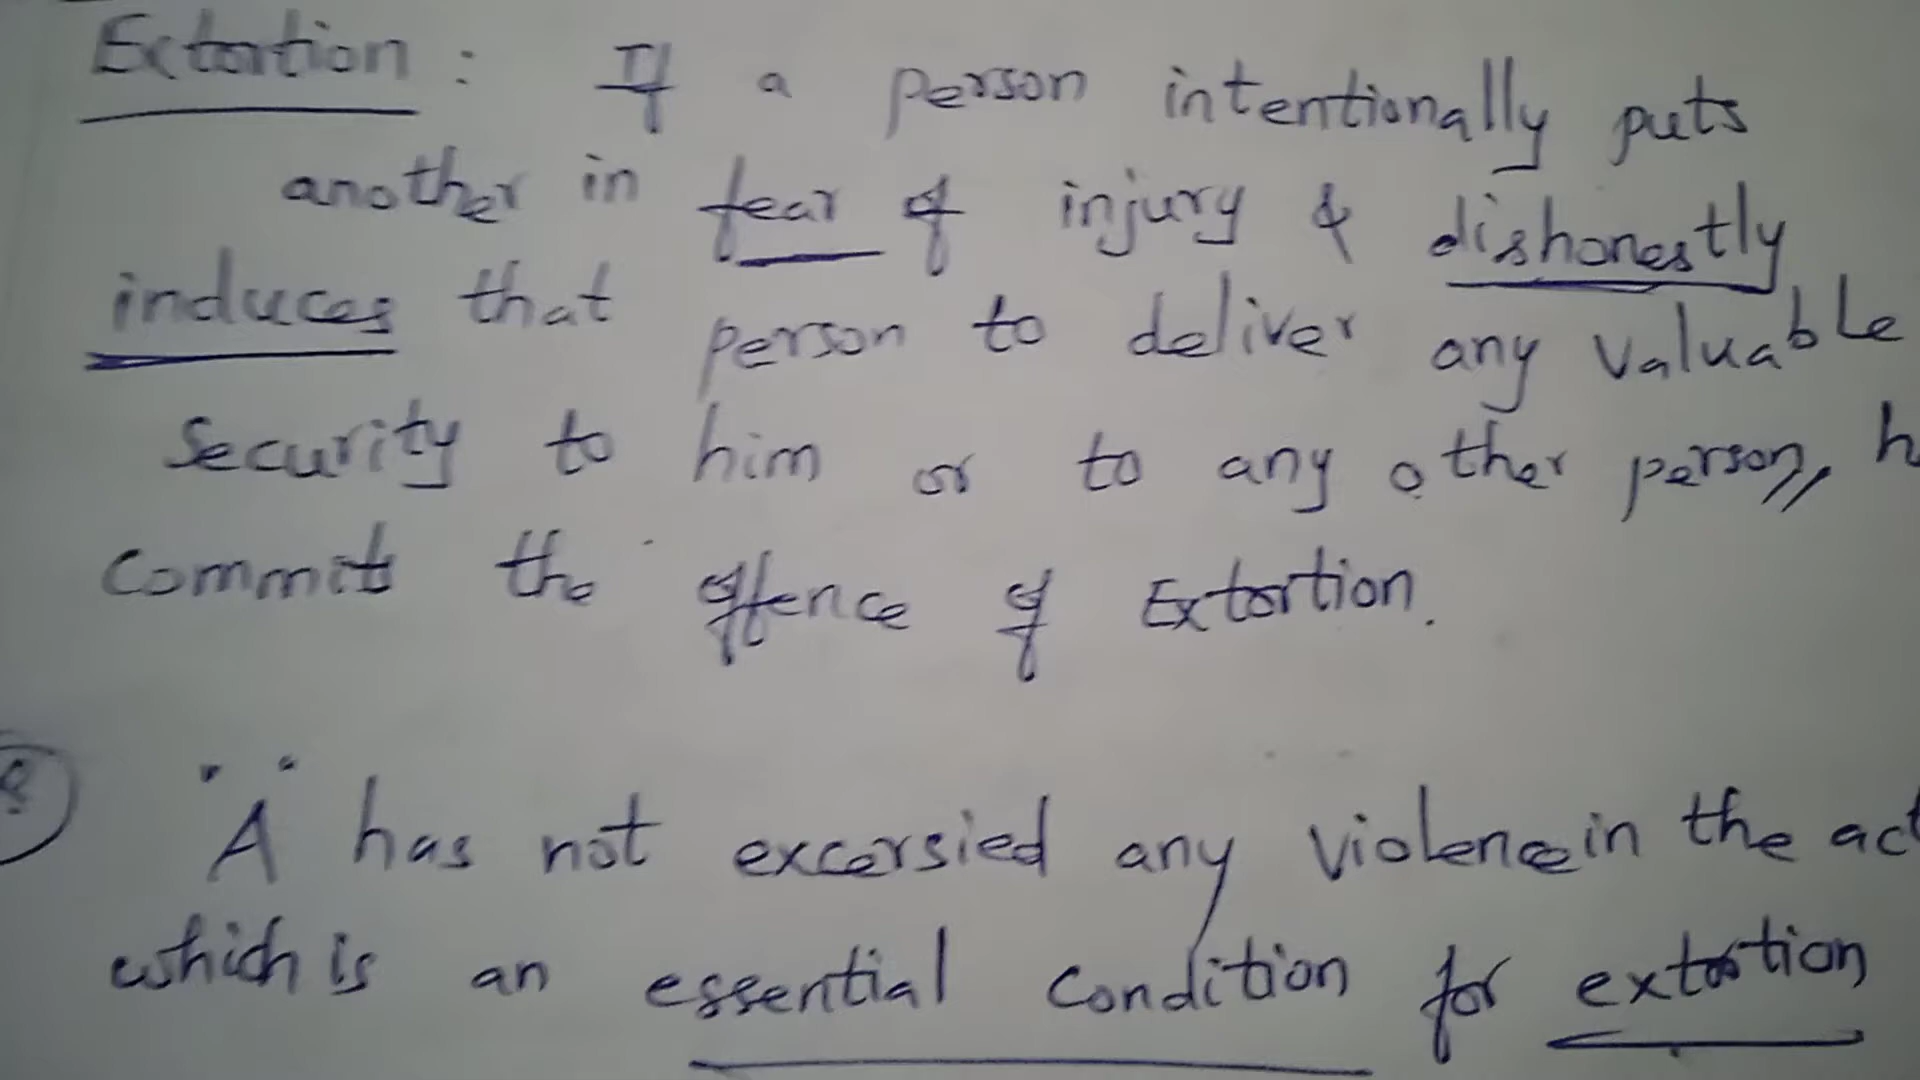 Extortion : If a person intentionally puts
another in fear of injury & dishonestly
induces that person to deliver any valuable
Security to him or to any other person, h
commits the offence of Extortion.
"A" has not excersied any violence in the act
which is an essential condition for extortion